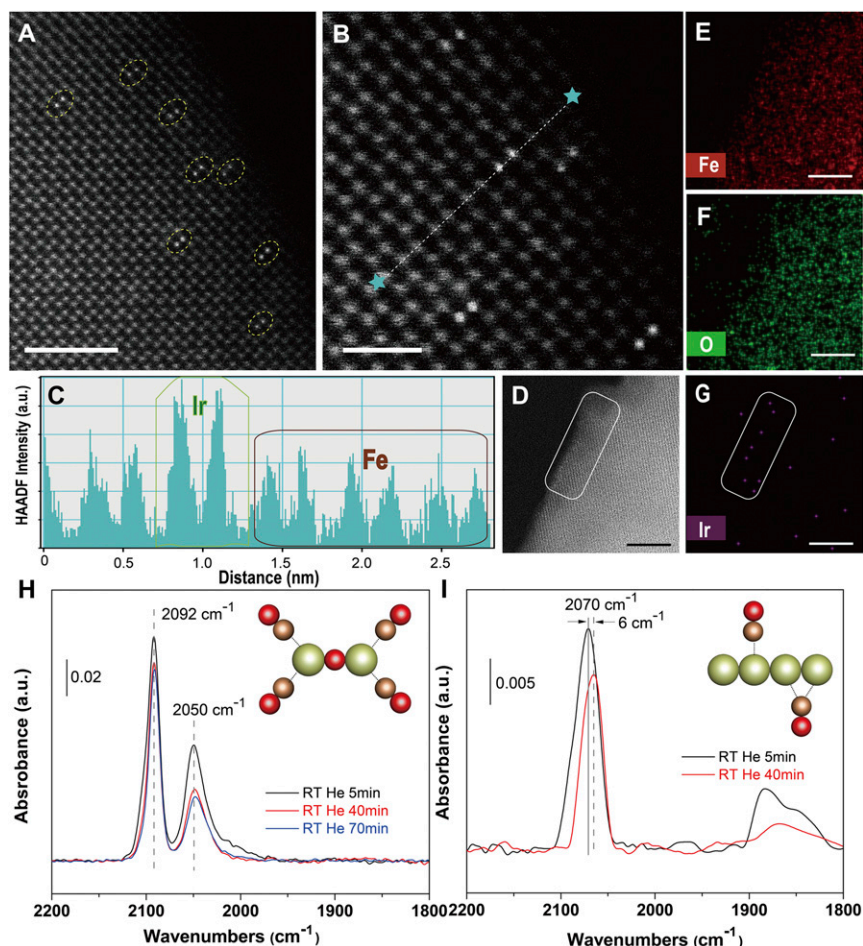 A
B
E
Fe
F
O
C
HAADF Intensity (a.u.)
Ir
Fe
0
0.5
1.0
1.5
2.0
2.5
Distance (nm)
D
G
Ir
H
2092 cm⁻¹
2050 cm⁻¹
0.02
Absrobance (a.u.)
RT He 5min
RT He 40min
RT He 70min
2200
2100
2000
1900
1800
Wavenumbers (cm⁻¹)
I
2070 cm⁻¹
6 cm⁻¹
0.005
Absorbance (a.u.)
RT He 5min
RT He 40min
2200
2100
2000
1900
1800
Wavenumbers (cm⁻¹)